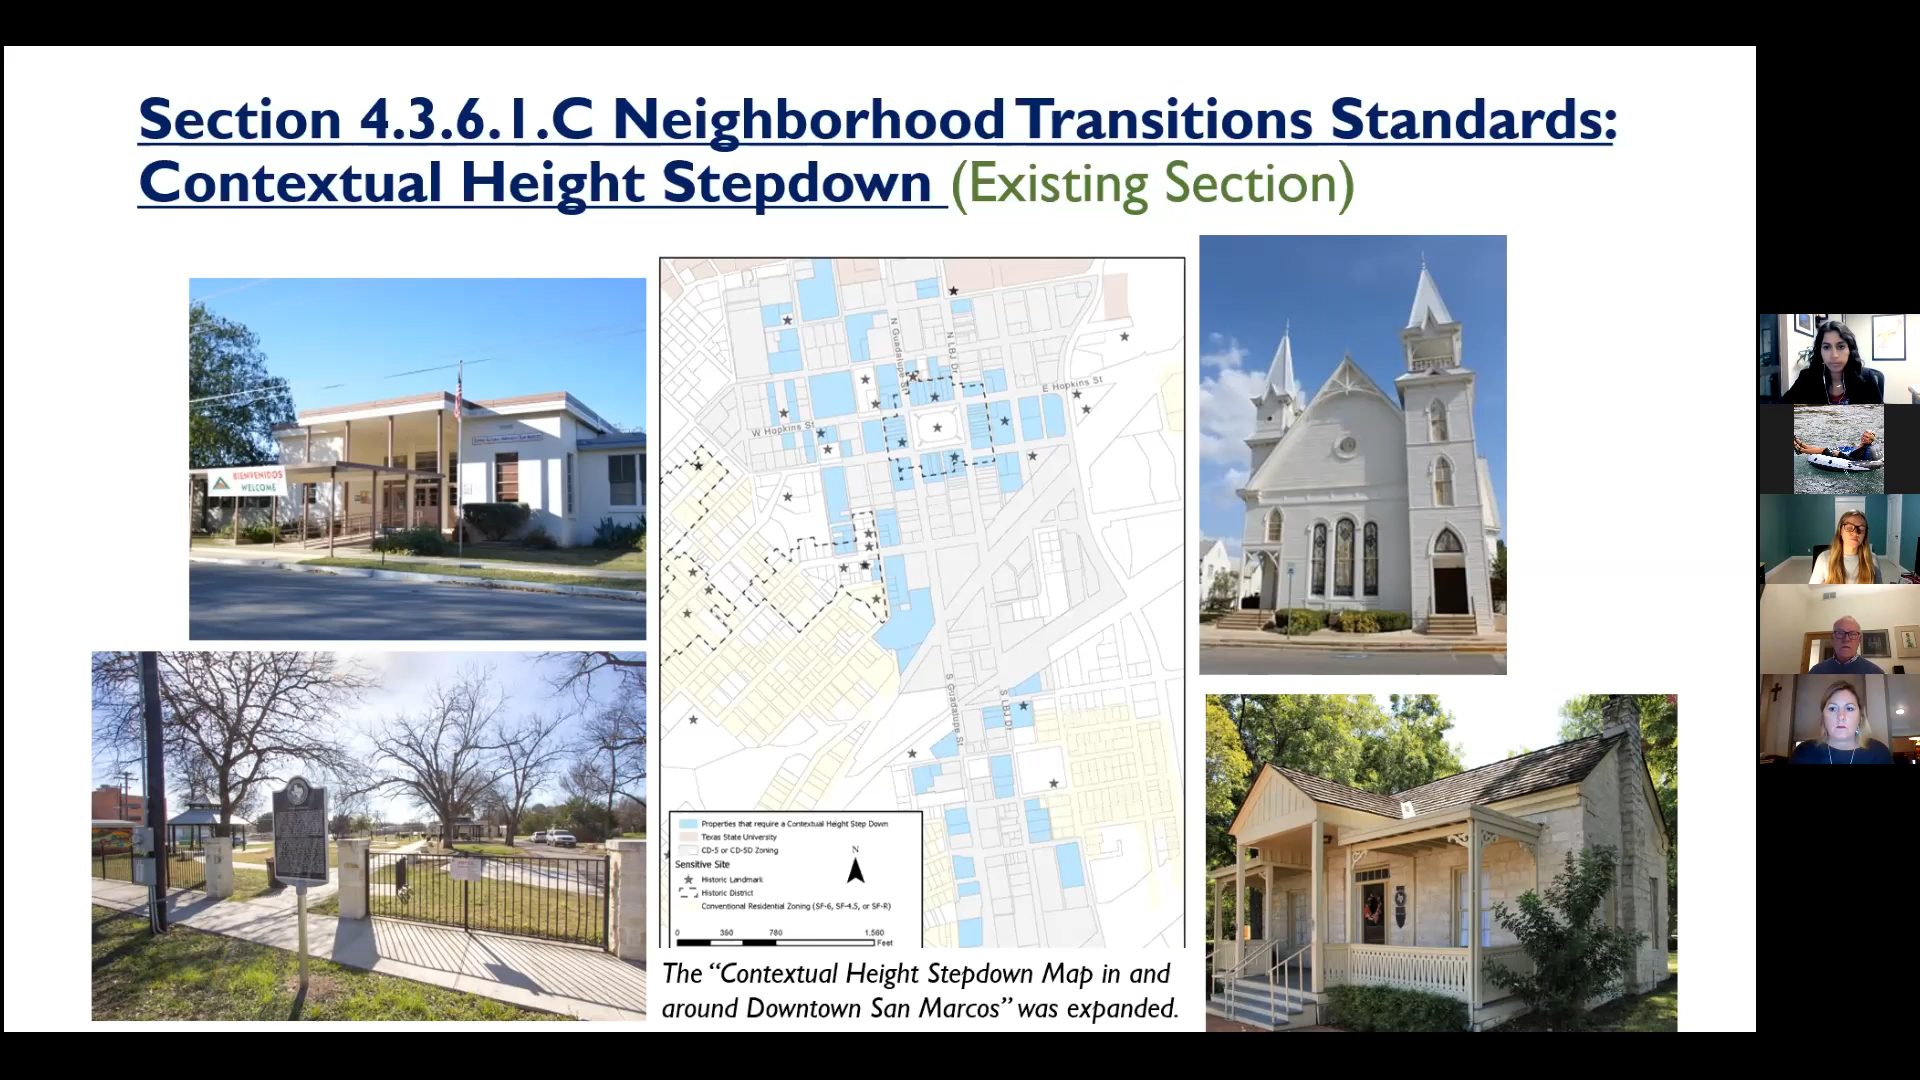 Section 4.3.6.1.C Neighborhood Transitions Standards:
Contextual Height Stepdown (Existing Section)
BIENVENIDOS
WELCOME
N Guadalupe St
N LBJ Dr
E Hopkins St
W Hopkins St
S Guadalupe St
S LBJ Dr
Properties that require a Contextual Height Step Down
Texas State University
CD-5 or CD-5D Zoning
Sensitive Site
Historic Landmark
Historic District
Conventional Residential Zoning (SF-6, SF-4.5, or SF-R)
N
0 390 780 1,560
Feet
The “Contextual Height Stepdown Map in and
around Downtown San Marcos” was expanded.